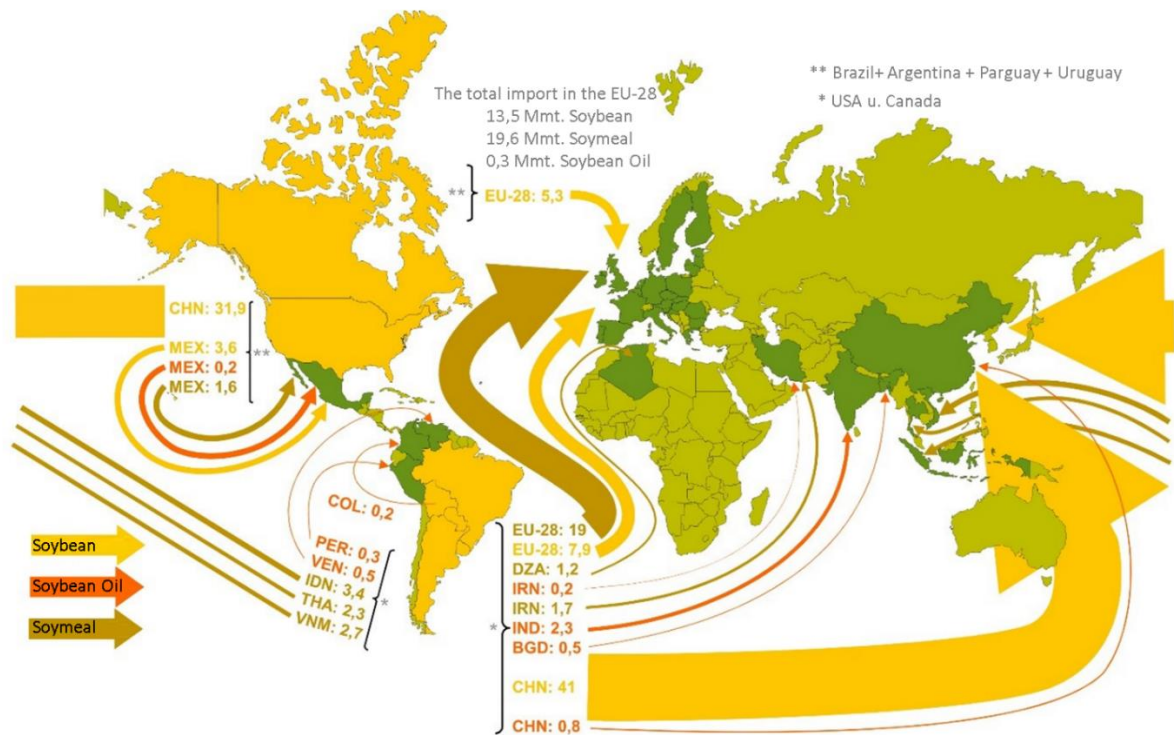 The total import in the EU-28
13,5 Mmt. Soybean
19,6 Mmt. Soymeal
0,3 Mmt. Soybean Oil
** Brazil+ Argentina + Parguay + Uruguay
* USA u. Canada
** EU-28: 5,3
CHN: 31,9
**
MEX: 3,6
MEX: 0,2
MEX: 1,6
COL: 0,2
PER: 0,3
VEN: 0,5
IDN: 3,4
THA: 2,3
VNM: 2,7
*
EU-28: 19
EU-28: 7,9
DZA: 1,2
IRN: 0,2
IRN: 1,7
* IND: 2,3
BGD: 0,5
CHN: 41
CHN: 0,8
Soybean
Soybean Oil
Soymeal